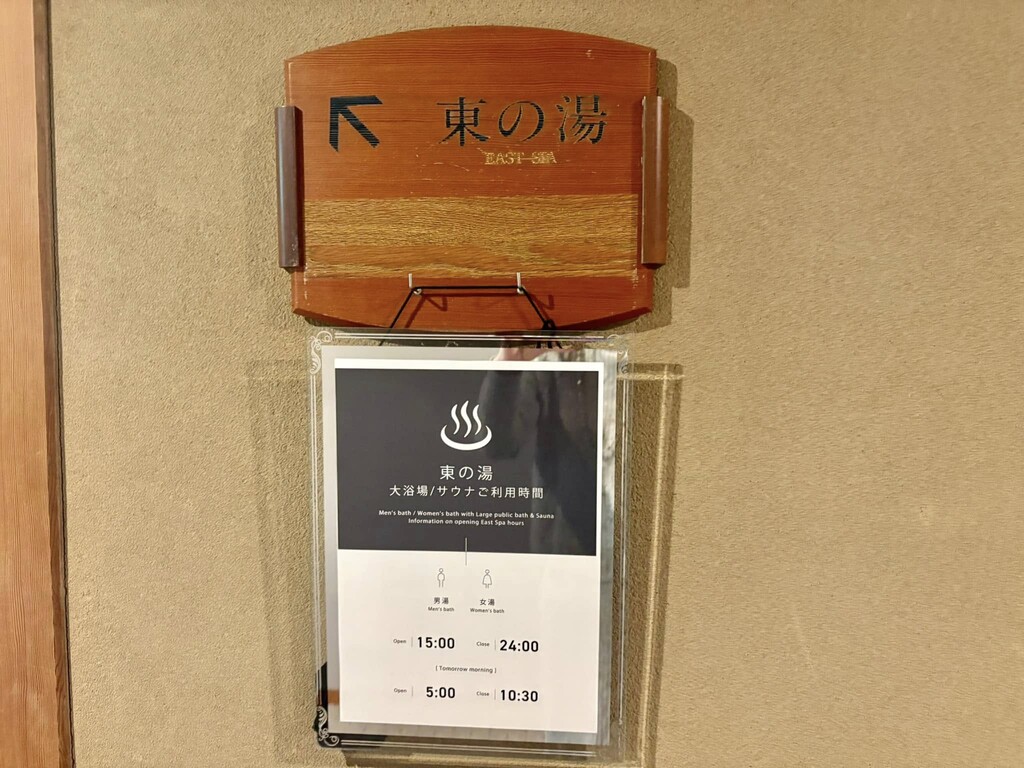 東の湯
EAST SPA
東の湯
大浴場/サウナご利用時間
Men's bath / Women's bath with Large public bath & Sauna
Information on opening East Spa hours
男湯 女湯
Men's bath Women's bath
Open 15:00 Close 24:00
( Tomorrow morning )
Open 5:00 Close 10:30